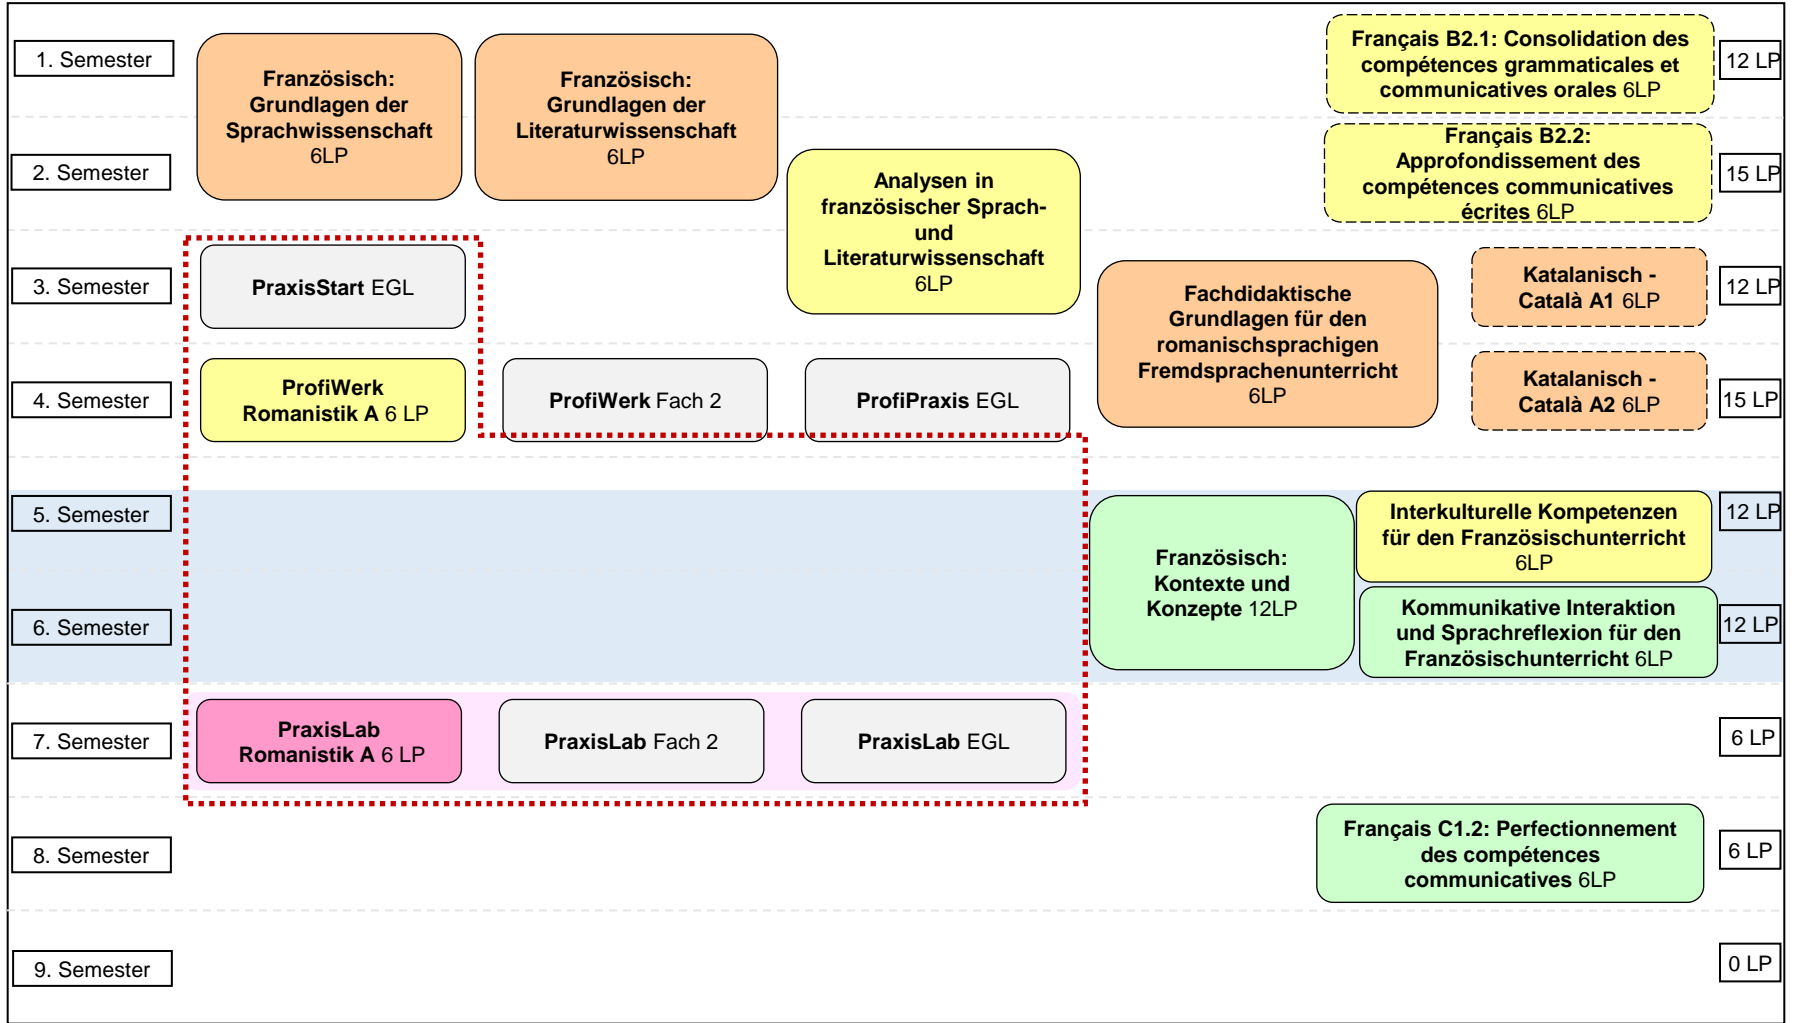 1. Semester
Französisch:
Grundlagen der
Sprachwissenschaft
6LP
Französisch:
Grundlagen der
Literaturwissenschaft
6LP
Français B2.1: Consolidation des
compétences grammaticales et
communicatives orales 6LP
12 LP
2. Semester
Analysen in
französischer Sprach-
und
Literaturwissenschaft
6LP
Français B2.2:
Approfondissement des
compétences communicatives
écrites 6LP
15 LP
3. Semester
PraxisStart EGL
Fachdidaktische
Grundlagen für den
romanischsprachigen
Fremdsprachenunterricht
6LP
Katalanisch -
Català A1 6LP
12 LP
4. Semester
ProfiWerk
Romanistik A 6 LP
ProfiWerk Fach 2
ProfiPraxis EGL
Katalanisch -
Català A2 6LP
15 LP
5. Semester
Französisch:
Kontexte und
Konzepte 12LP
Interkulturelle Kompetenzen
für den Französischunterricht
6LP
12 LP
6. Semester
Kommunikative Interaktion
und Sprachreflexion für den
Französischunterricht 6LP
12 LP
7. Semester
PraxisLab
Romanistik A 6 LP
PraxisLab Fach 2
PraxisLab EGL
6 LP
8. Semester
Français C1.2: Perfectionnement
des compétences
communicatives 6LP
6 LP
9. Semester
0 LP